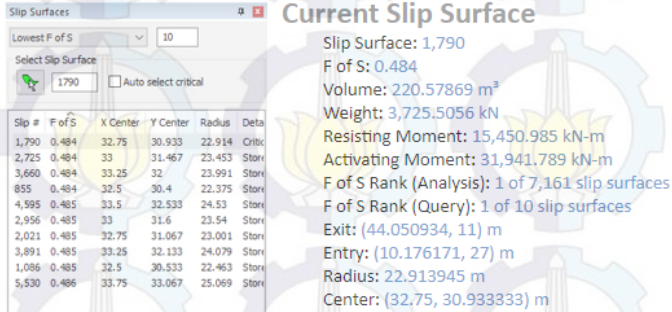 Slip Surfaces
Lowest F of S 10
Select Slip Surface
1790 Auto select critical
Slip # F of S X Center Y Center Radius Deta
1,790 0.484 32.75 30.933 22.914 Critic
2,725 0.484 33 31.467 23.453 Store
3,660 0.484 33.25 32 23.991 Store
855 0.484 32.5 30.4 22.375 Store
4,595 0.485 33.5 32.533 24.53 Store
2,956 0.485 33 31.6 23.54 Store
2,021 0.485 32.75 31.067 23.001 Store
3,891 0.485 33.25 32.133 24.079 Store
1,086 0.485 32.5 30.533 22.463 Store
5,530 0.486 33.75 33.067 25.069 Store
Current Slip Surface
Slip Surface: 1,790
F of S: 0.484
Volume: 220.57869 m³
Weight: 3,725.5056 kN
Resisting Moment: 15,450.985 kN-m
Activating Moment: 31,941.789 kN-m
F of S Rank (Analysis): 1 of 7,161 slip surfaces
F of S Rank (Query): 1 of 10 slip surfaces
Exit: (44.050934, 11) m
Entry: (10.176171, 27) m
Radius: 22.913945 m
Center: (32.75, 30.933333) m